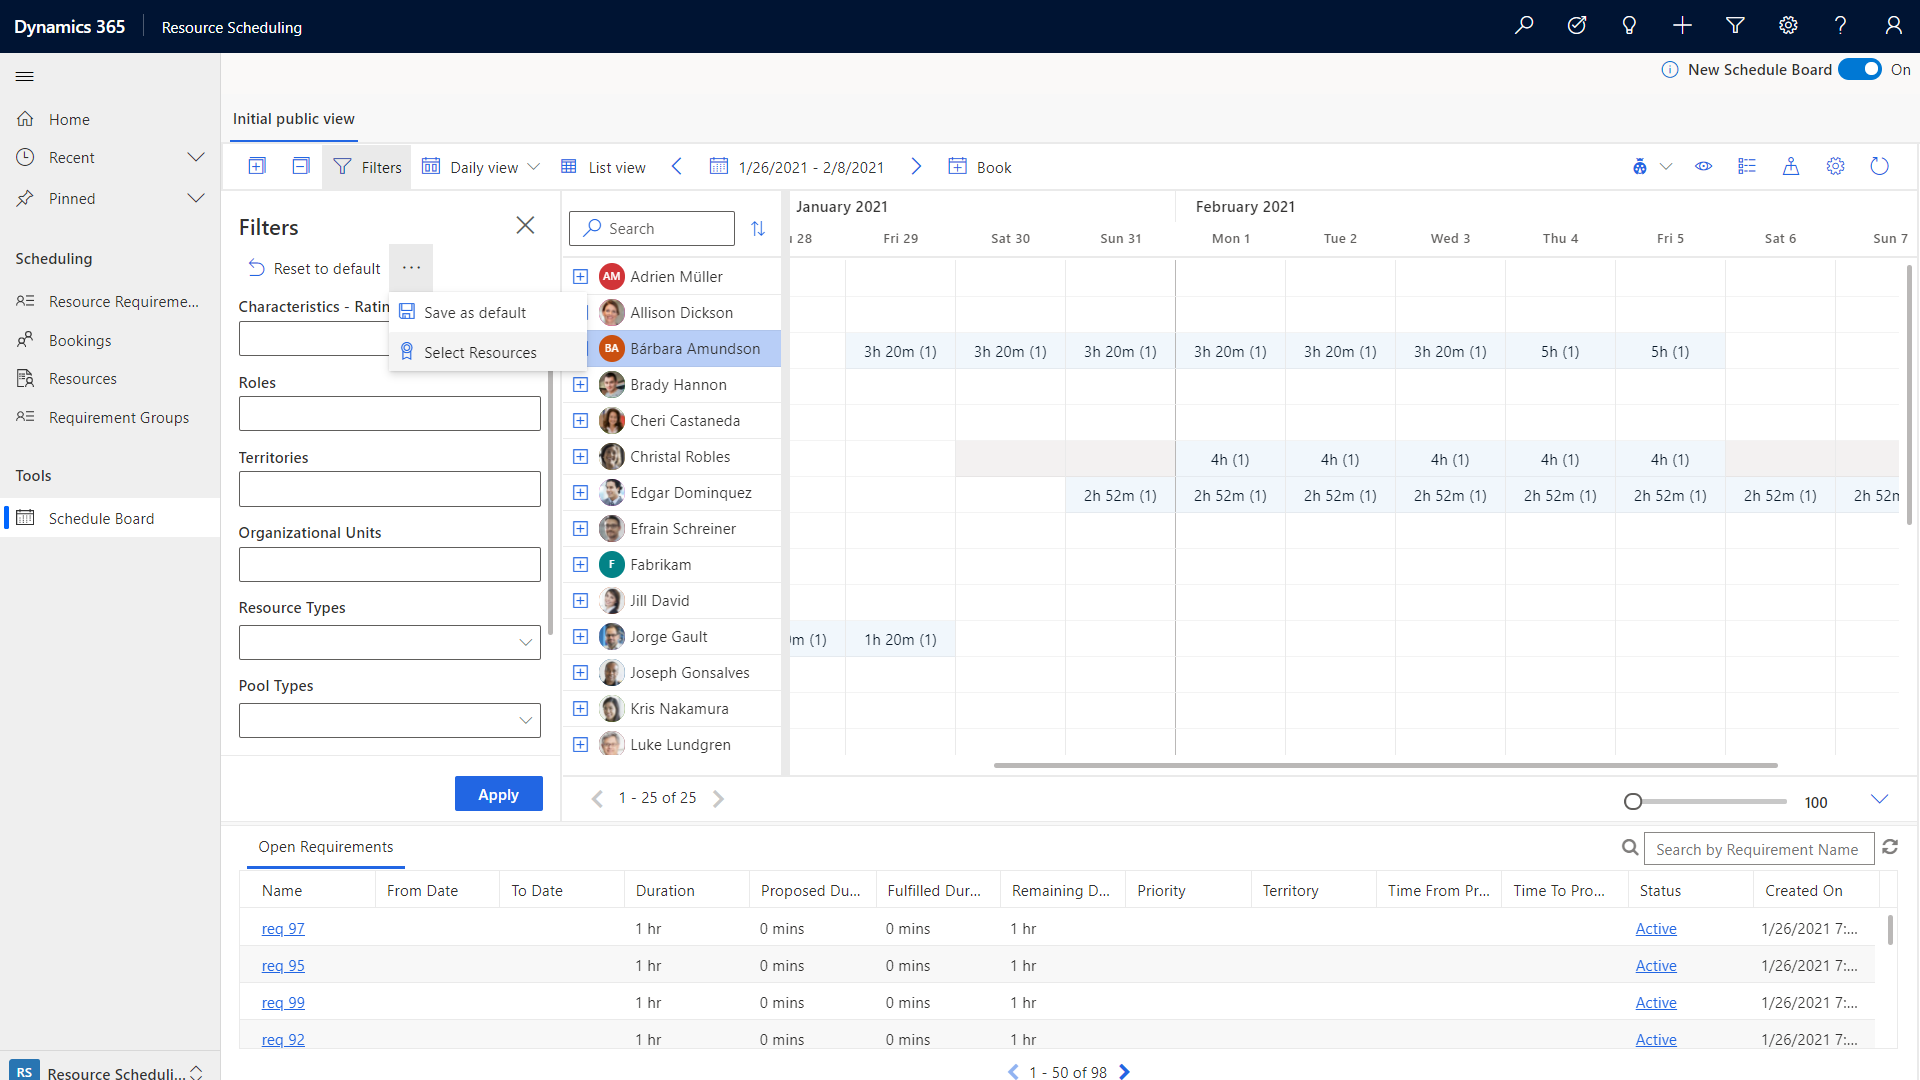 Dynamics 365
Resource Scheduling
New Schedule Board
On
Home
Recent
Pinned
Scheduling
Resource Requireme...
Bookings
Resources
Requirement Groups
Tools
Schedule Board
RS
Resource Scheduli...
Initial public view
Filters
Daily view
List view
1/26/2021 - 2/8/2021
Book
Filters
Reset to default
...
Save as default
Select Resources
Characteristics - Ratin
Roles
Territories
Organizational Units
Resource Types
Pool Types
Apply
Search
January 2021
February 2021
28 Fri 29 Sat 30 Sun 31 Mon 1 Tue 2 Wed 3 Thu 4 Fri 5 Sat 6 Sun 7
AM Adrien Müller
Allison Dickson
BA Bárbara Amundson 3h 20m (1) 3h 20m (1) 3h 20m (1) 3h 20m (1) 3h 20m (1) 3h 20m (1) 5h (1) 5h (1)
Brady Hannon
Cheri Castaneda
Christal Robles 4h (1) 4h (1) 4h (1) 4h (1) 4h (1)
Edgar Dominquez 2h 52m (1) 2h 52m (1) 2h 52m (1) 2h 52m (1) 2h 52m (1) 2h 52m (1) 2h 52m (1) 2h 52m
Efrain Schreiner
F Fabrikam
Jill David
Jorge Gault m (1) 1h 20m (1)
Joseph Gonsalves
Kris Nakamura
Luke Lundgren
1 - 25 of 25
100
Open Requirements
Search by Requirement Name
Name From Date To Date Duration Proposed Du... Fulfilled Dur... Remaining D... Priority Territory Time From Pr... Time To Pro... Status Created On
req 97 1 hr 0 mins 0 mins 1 hr Active 1/26/2021 7:...
req 95 1 hr 0 mins 0 mins 1 hr Active 1/26/2021 7:...
req 99 1 hr 0 mins 0 mins 1 hr Active 1/26/2021 7:...
req 92 1 hr 0 mins 0 mins 1 hr Active 1/26/2021 7:...
1 - 50 of 98